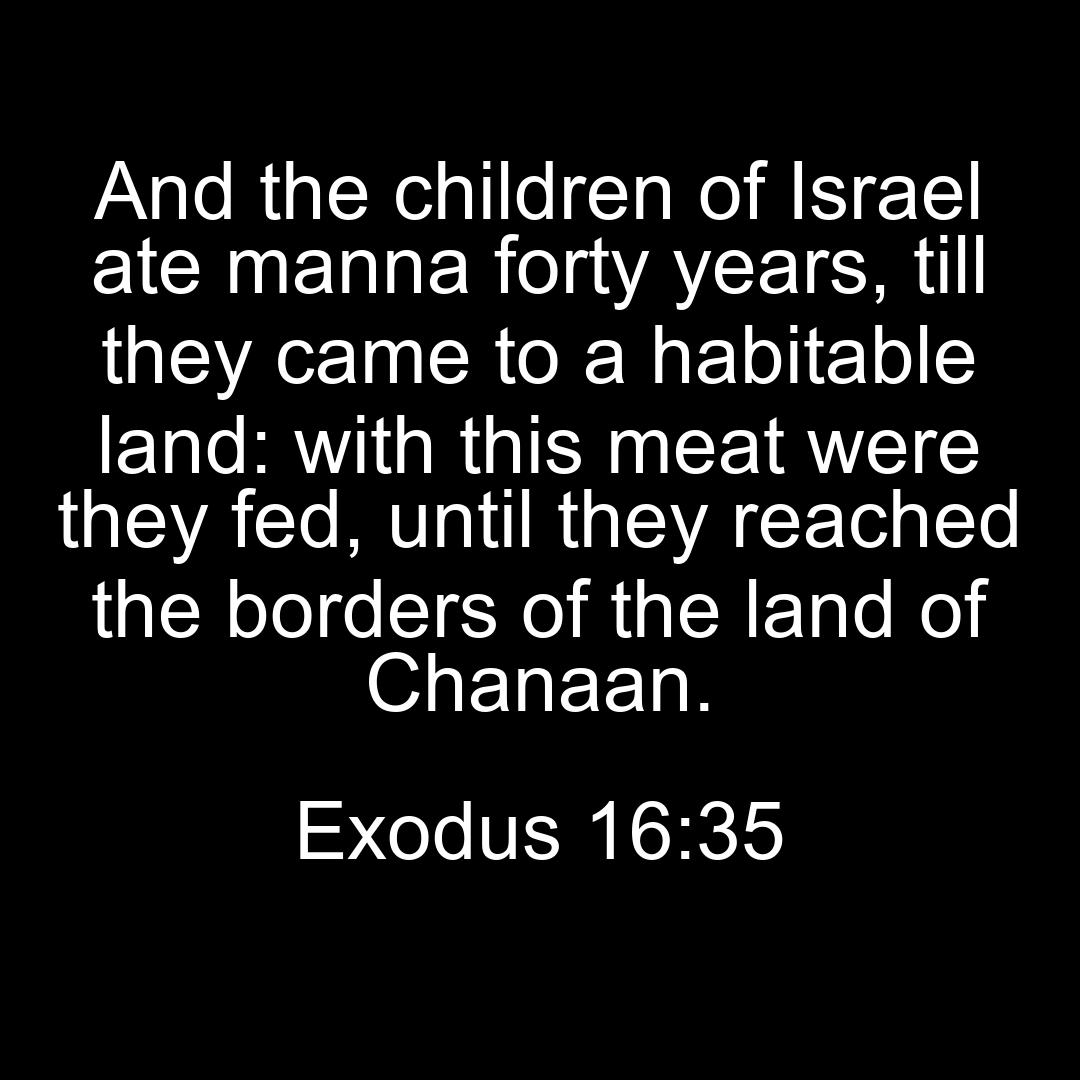 And the children of Israel
ate manna forty years, till
they came to a habitable
land: with this meat were
they fed, until they reached
the borders of the land of
Chanaan.
Exodus 16:35